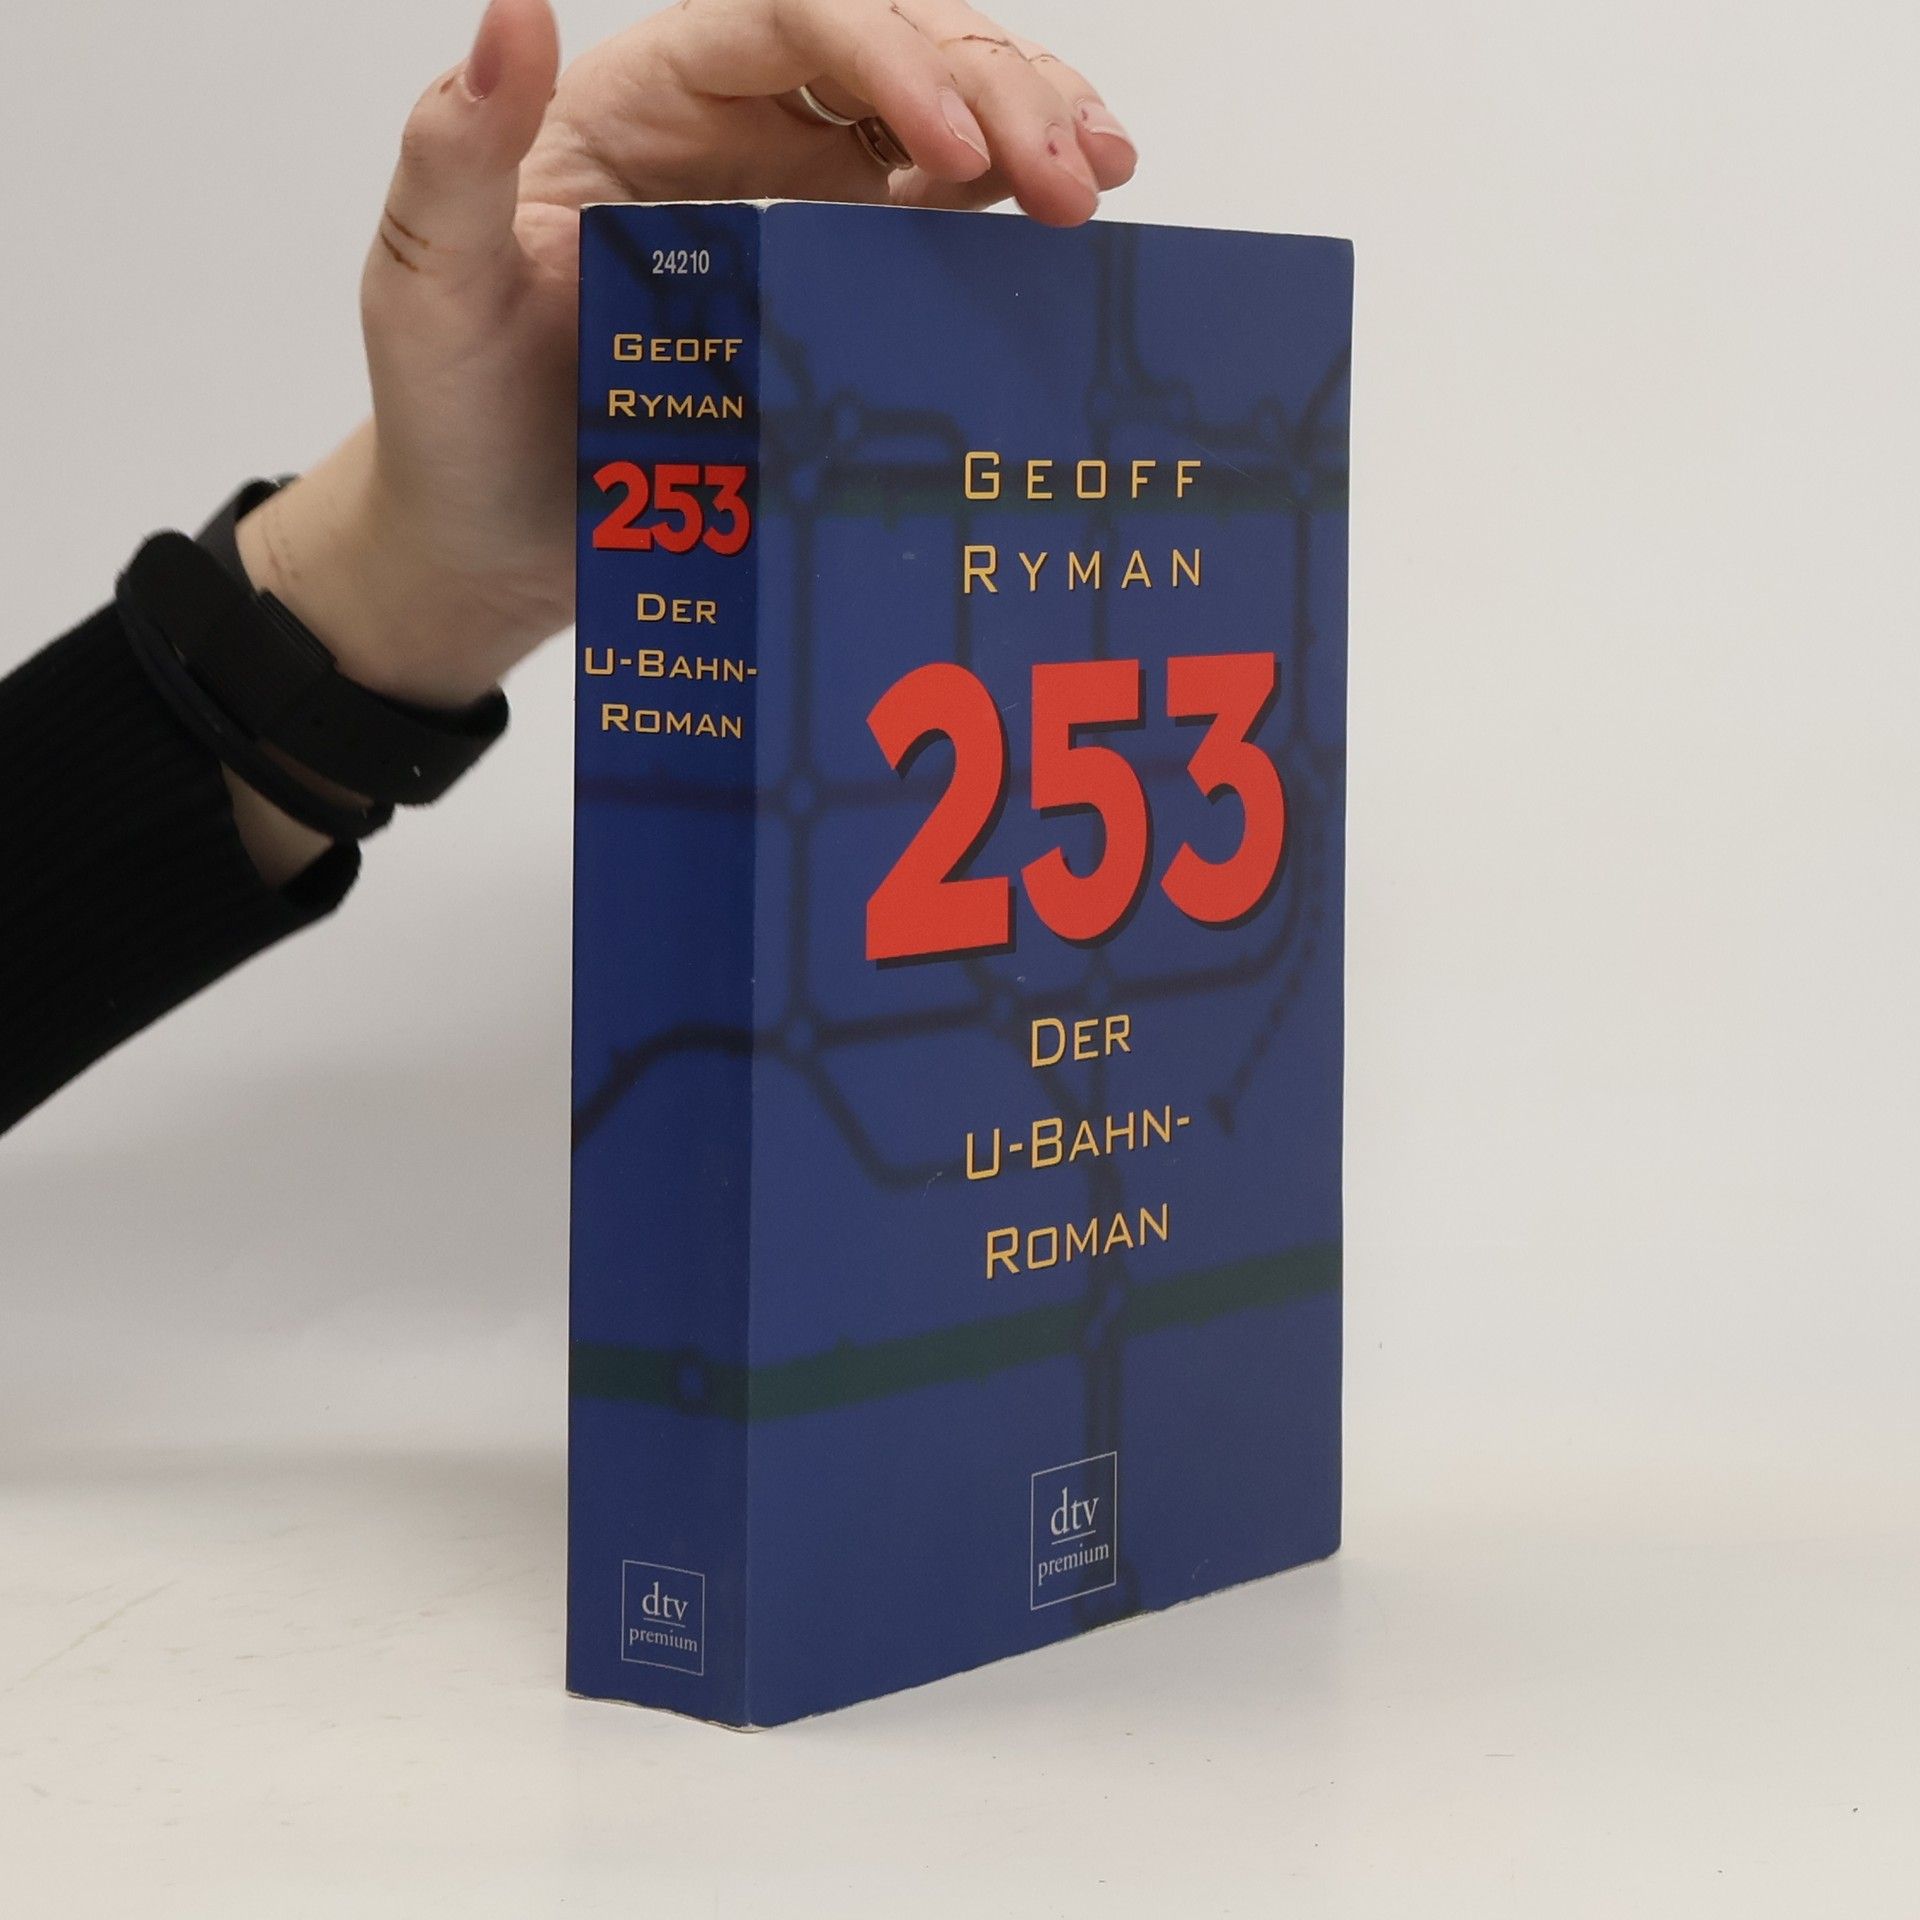 24210
GEOFF
RYMAN
253
DER
U-BAHN-
ROMAN
dtv
premium
GEOFF
RYMAN
253
DER
U-BAHN-
ROMAN
dtv
premium